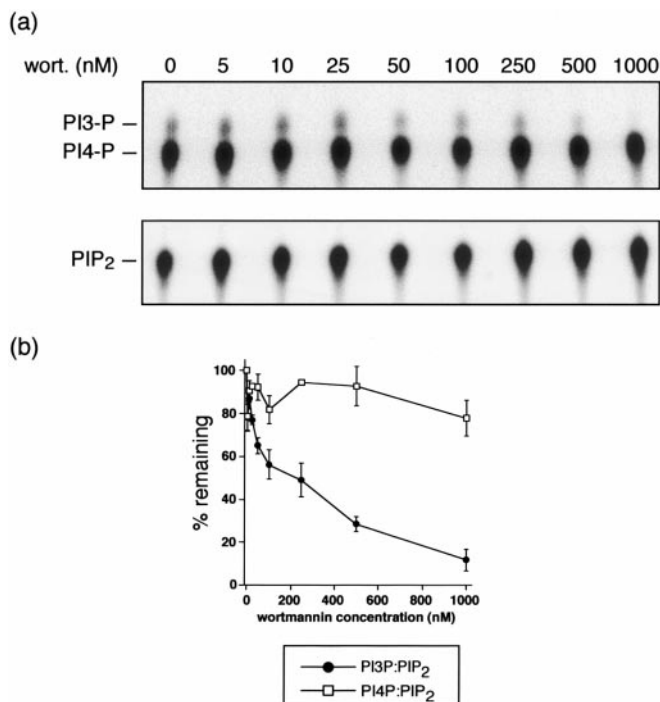 (a)
wort. (nM) 0 5 10 25 50 100 250 500 1000
PI3-P
PI4-P
PIP2
(b)
% remaining
100
80
60
40
20
0
0 200 400 600 800 1000
wortmannin concentration (nM)
PI3P:PIP2
PI4P:PIP2